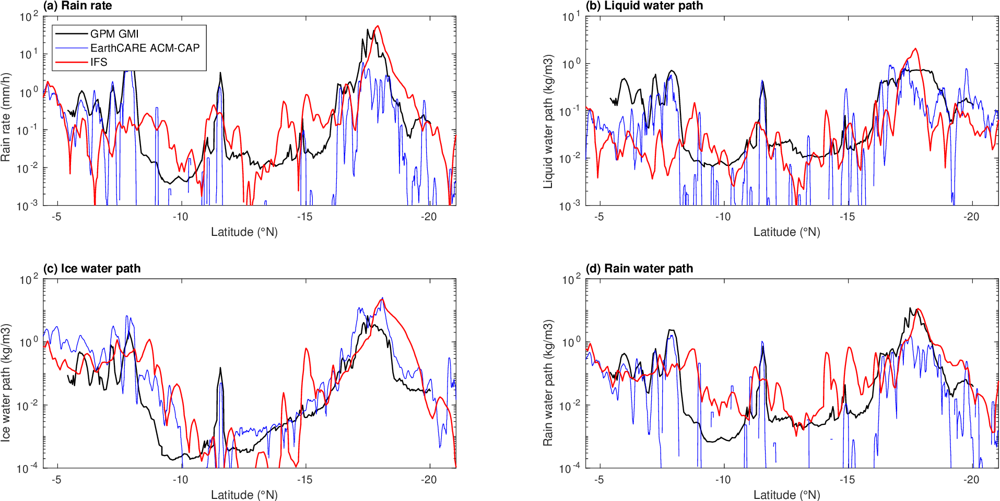 (a) Rain rate
10^2
10^1
10^0
10^-1
10^-2
10^-3
Rain rate (mm/h)
GPM GMI
EarthCARE ACM-CAP
IFS
-5 -10 -15 -20
Latitude (°N)
(b) Liquid water path
10^1
10^0
10^-1
10^-2
10^-3
Liquid water path (kg/m3)
-5 -10 -15 -20
Latitude (°N)
(c) Ice water path
10^2
10^0
10^-2
10^-4
Ice water path (kg/m3)
-5 -10 -15 -20
Latitude (°N)
(d) Rain water path
10^2
10^0
10^-2
10^-4
Rain water path (kg/m3)
-5 -10 -15 -20
Latitude (°N)